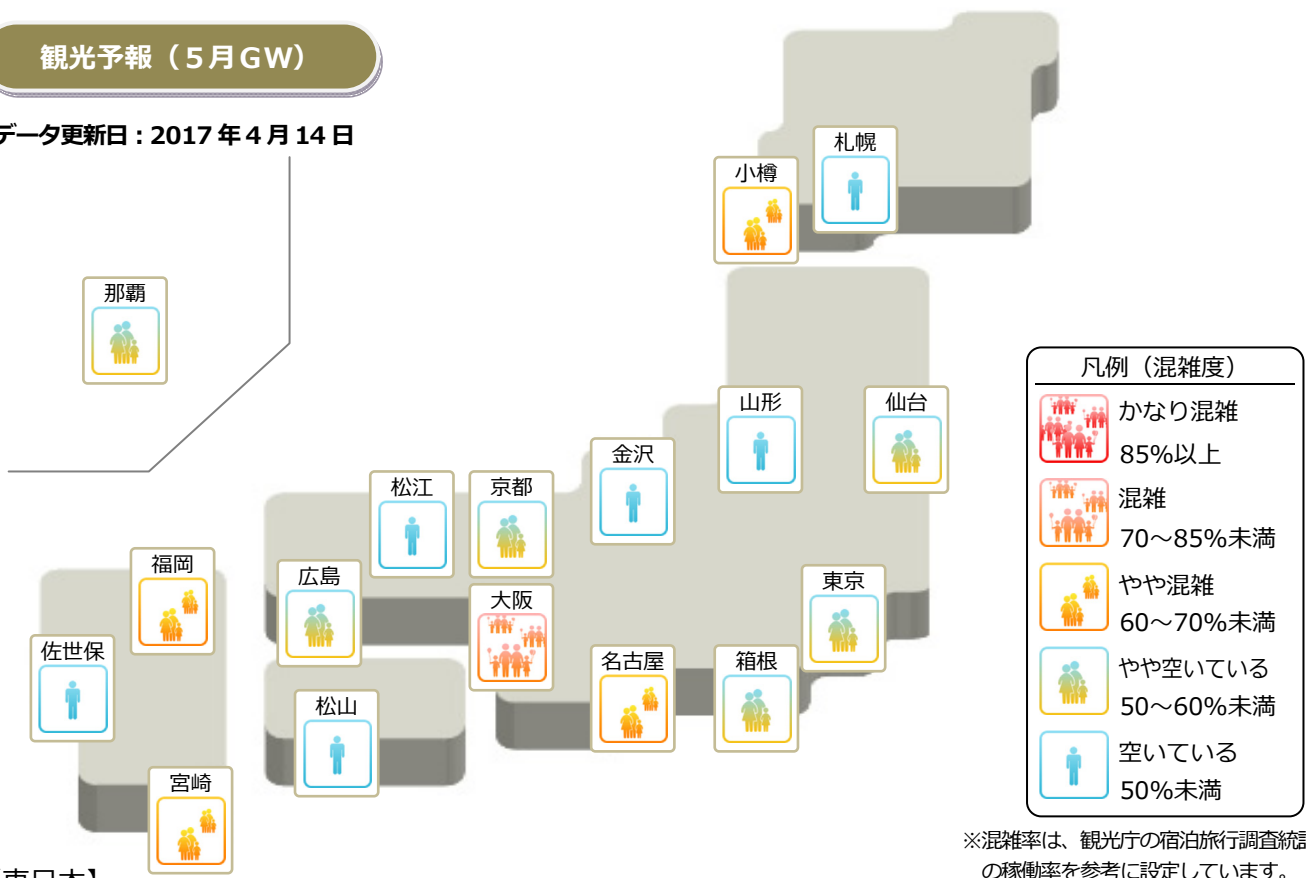 観光予報（５月ＧＷ）
データ更新日：2017 年 4 月 14 日
札幌
小樽
那覇
山形
仙台
金沢
松江
京都
福岡
広島
大阪
東京
佐世保
名古屋
箱根
松山
宮崎
凡例（混雑度）
かなり混雑
85%以上
混雑
70～85%未満
やや混雑
60～70%未満
やや空いている
50～60%未満
空いている
50%未満
※混雑率は、観光庁の宿泊旅行調査統計
の稼働率を参考に設定しています。
東日本】